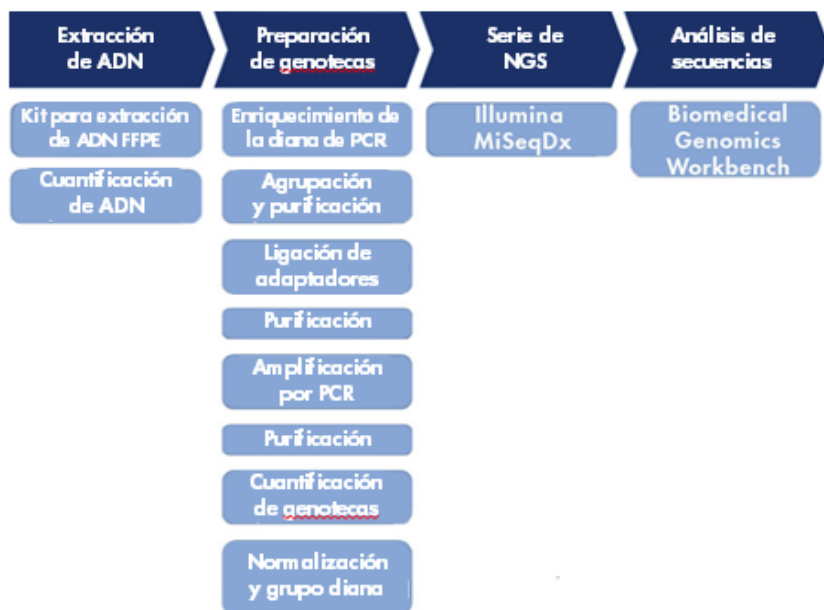 Extracción
de ADN
Preparación
de genotecas
Serie de
NGS
Análisis de
secuencias
Kit para extracción
de ADN FFPE
Cuantificación
de ADN
Enriquecimiento de
la diana de PCR
Agrupación
y purificación
Ligación de
adaptadores
Purificación
Amplificación
por PCR
Purificación
Cuantificación
de genotecas
Normalización
y grupo diana
Illumina
MiSeqDx
Biomedical
Genomics
Workbench